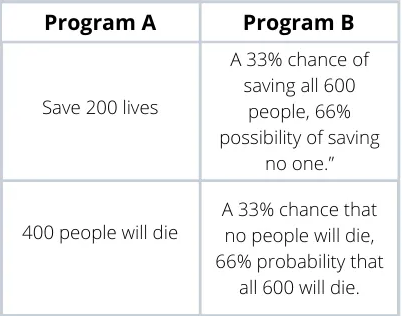 Program A
Program B
Save 200 lives
A 33% chance of
saving all 600
people, 66%
possibility of saving
no one.”
400 people will die
A 33% chance that
no people will die,
66% probability that
all 600 will die.